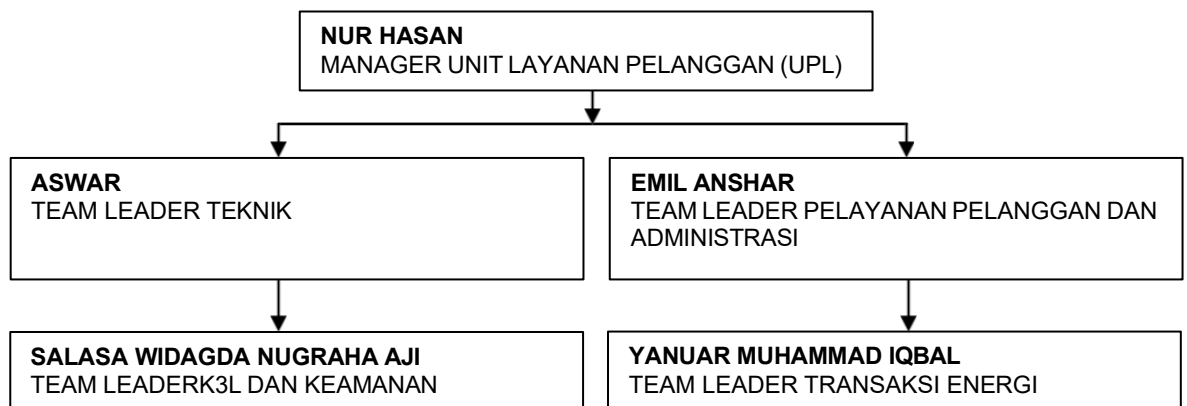 NUR HASAN
MANAGER UNIT LAYANAN PELANGGAN (UPL)
ASWAR
TEAM LEADER TEKNIK
EMIL ANSHAR
TEAM LEADER PELAYANAN PELANGGAN DAN
ADMINISTRASI
SALASA WIDAGDA NUGRAHA AJI
TEAM LEADERK3L DAN KEAMANAN
YANUAR MUHAMMAD IQBAL
TEAM LEADER TRANSAKSI ENERGI